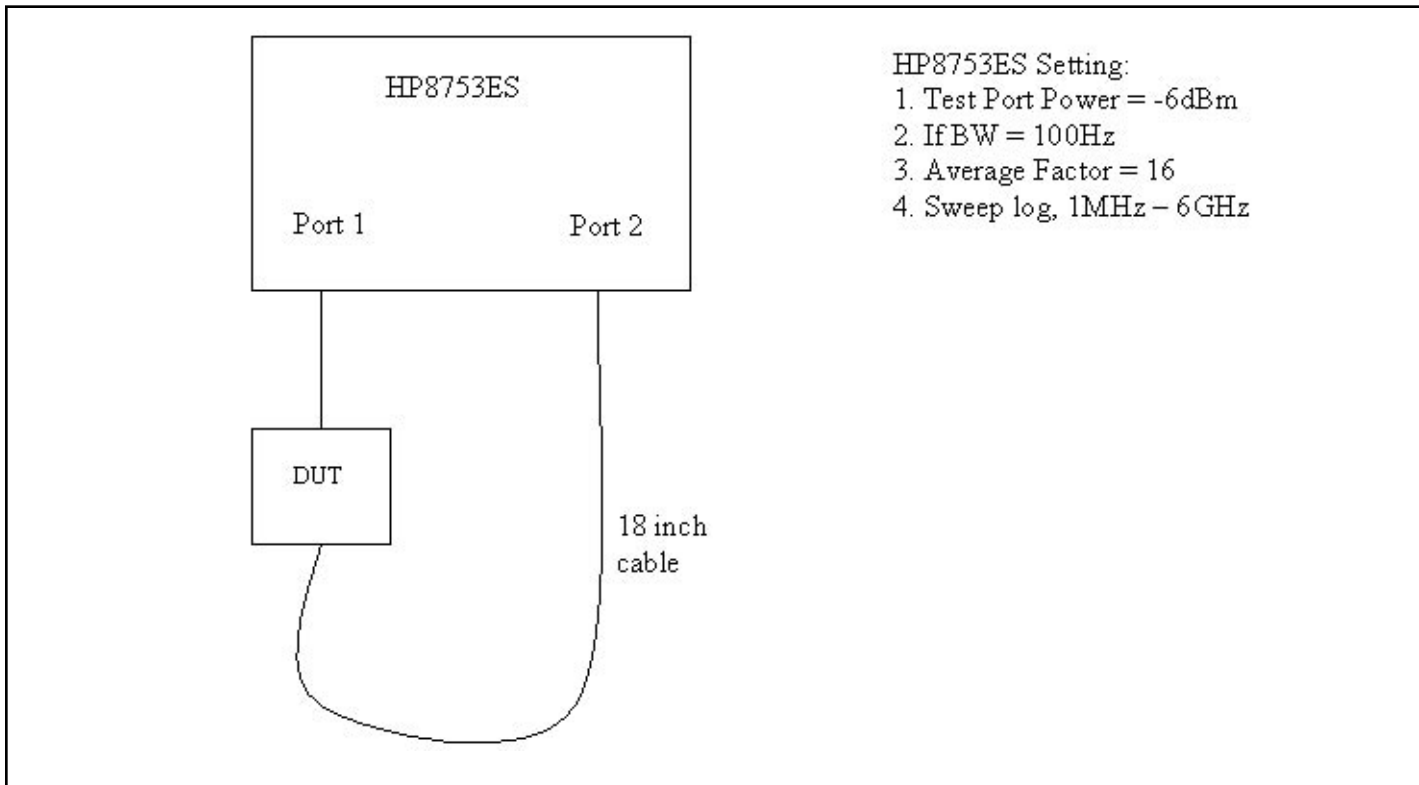 HP8753ES
Port 1
Port 2
DUT
18 inch
cable
HP8753ES Setting:
1. Test Port Power = -6dBm
2. If BW = 100Hz
3. Average Factor = 16
4. Sweep log, 1MHz – 6GHz